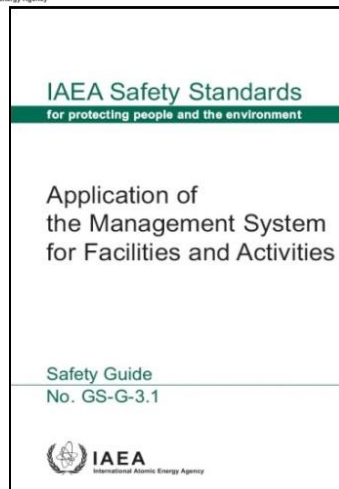 IAEA Safety Standards
for protecting people and the environment
Application of
the Management System
for Facilities and Activities
Safety Guide
No. GS-G-3.1
IAEA
International Atomic Energy Agency